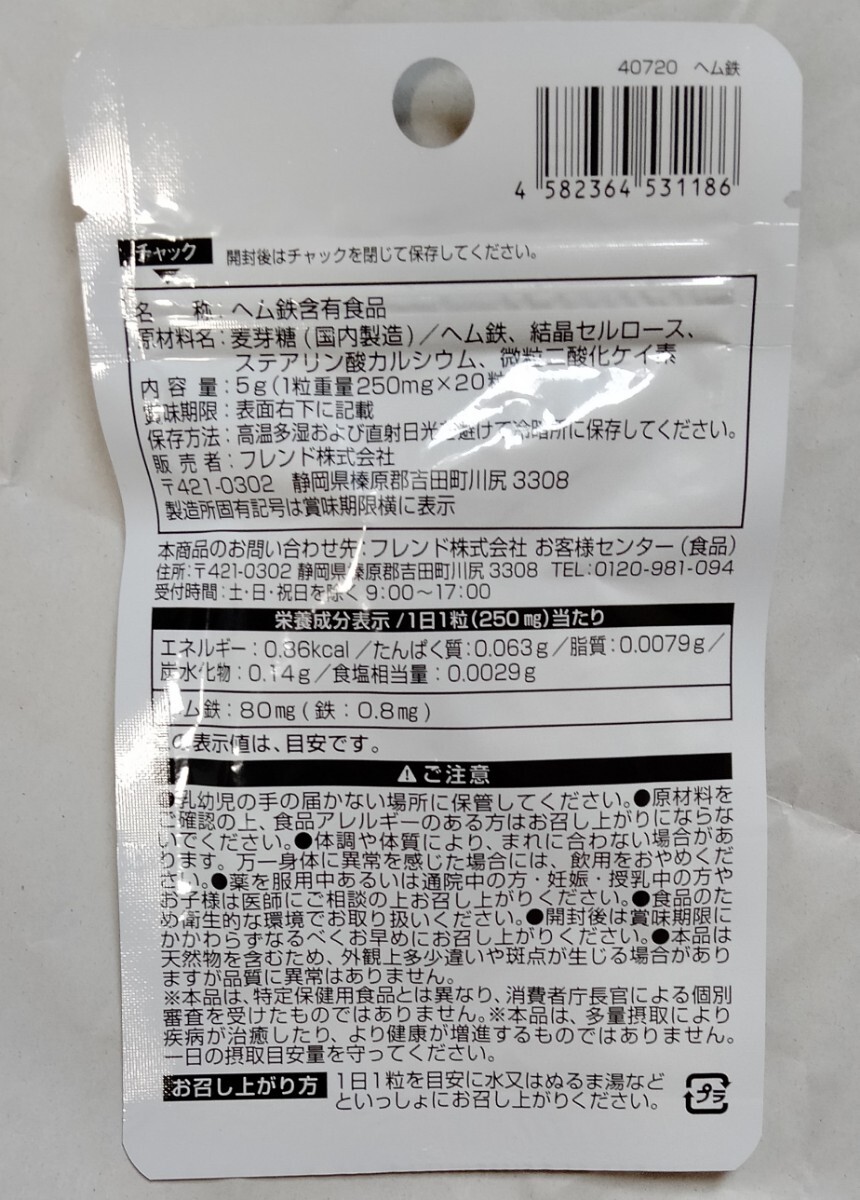 40720 ヘム鉄
4 582364 531186
チャック 開封後はチャックを閉じて保存してください。
名 称：ヘム鉄含有食品
原材料名：麦芽糖(国内製造)／ヘム鉄、結晶セルロース、
ステアリン酸カルシウム、微粒二酸化ケイ素
内容量：5g(1粒重量250mg×20粒
賞味期限：表面右下に記載
保存方法：高温多湿および直射日光を避けて冷暗所に保存してください。
販売者：フレンド株式会社
〒421-0302 静岡県榛原郡吉田町川尻3308
製造所固有記号は賞味期限横に表示
本商品のお問い合わせ先：フレンド株式会社 お客様センター(食品)
住所：〒421-0302 静岡県榛原郡吉田町川尻3308 TEL：0120-981-094
受付時間：土・日・祝日を除く 9：00～17：00
栄養成分表示/1日1粒(250mg)当たり
エネルギー：0.86kcal／たんぱく質：0.063g／脂質：0.0079g／
炭水化物：0.14g／食塩相当量：0.0029g
ム鉄：80mg(鉄：0.8mg)
の表示値は、目安です。
⚠ご注意
●乳幼児の手の届かない場所に保管してください。●原材料を
ご確認の上、食品アレルギーのある方はお召し上がりにならな
いでください。●体調や体質により、まれに合わない場合があ
ります。万一身体に異常を感じた場合には、飲用をおやめくだ
さい。●薬を服用中あるいは通院中の方・妊娠・授乳中の方や
お子様は医師にご相談の上お召し上がりください。●食品のた
め衛生的な環境でお取り扱いください。●開封後は賞味期限に
かかわらずなるべくお早めにお召し上がりください。●本品は
天然物を含むため、外観上多少違いや斑点が生じる場合があり
ますが品質に異常はありません。
※本品は、特定保健用食品とは異なり、消費者庁長官による個別
審査を受けたものではありません。※本品は、多量摂取により
疾病が治癒したり、より健康が増進するものではありません。
一日の摂取目安量を守ってください。
お召し上がり方 1日1粒を目安に水又はぬるま湯など
といっしょにお召し上がりください。
プラ